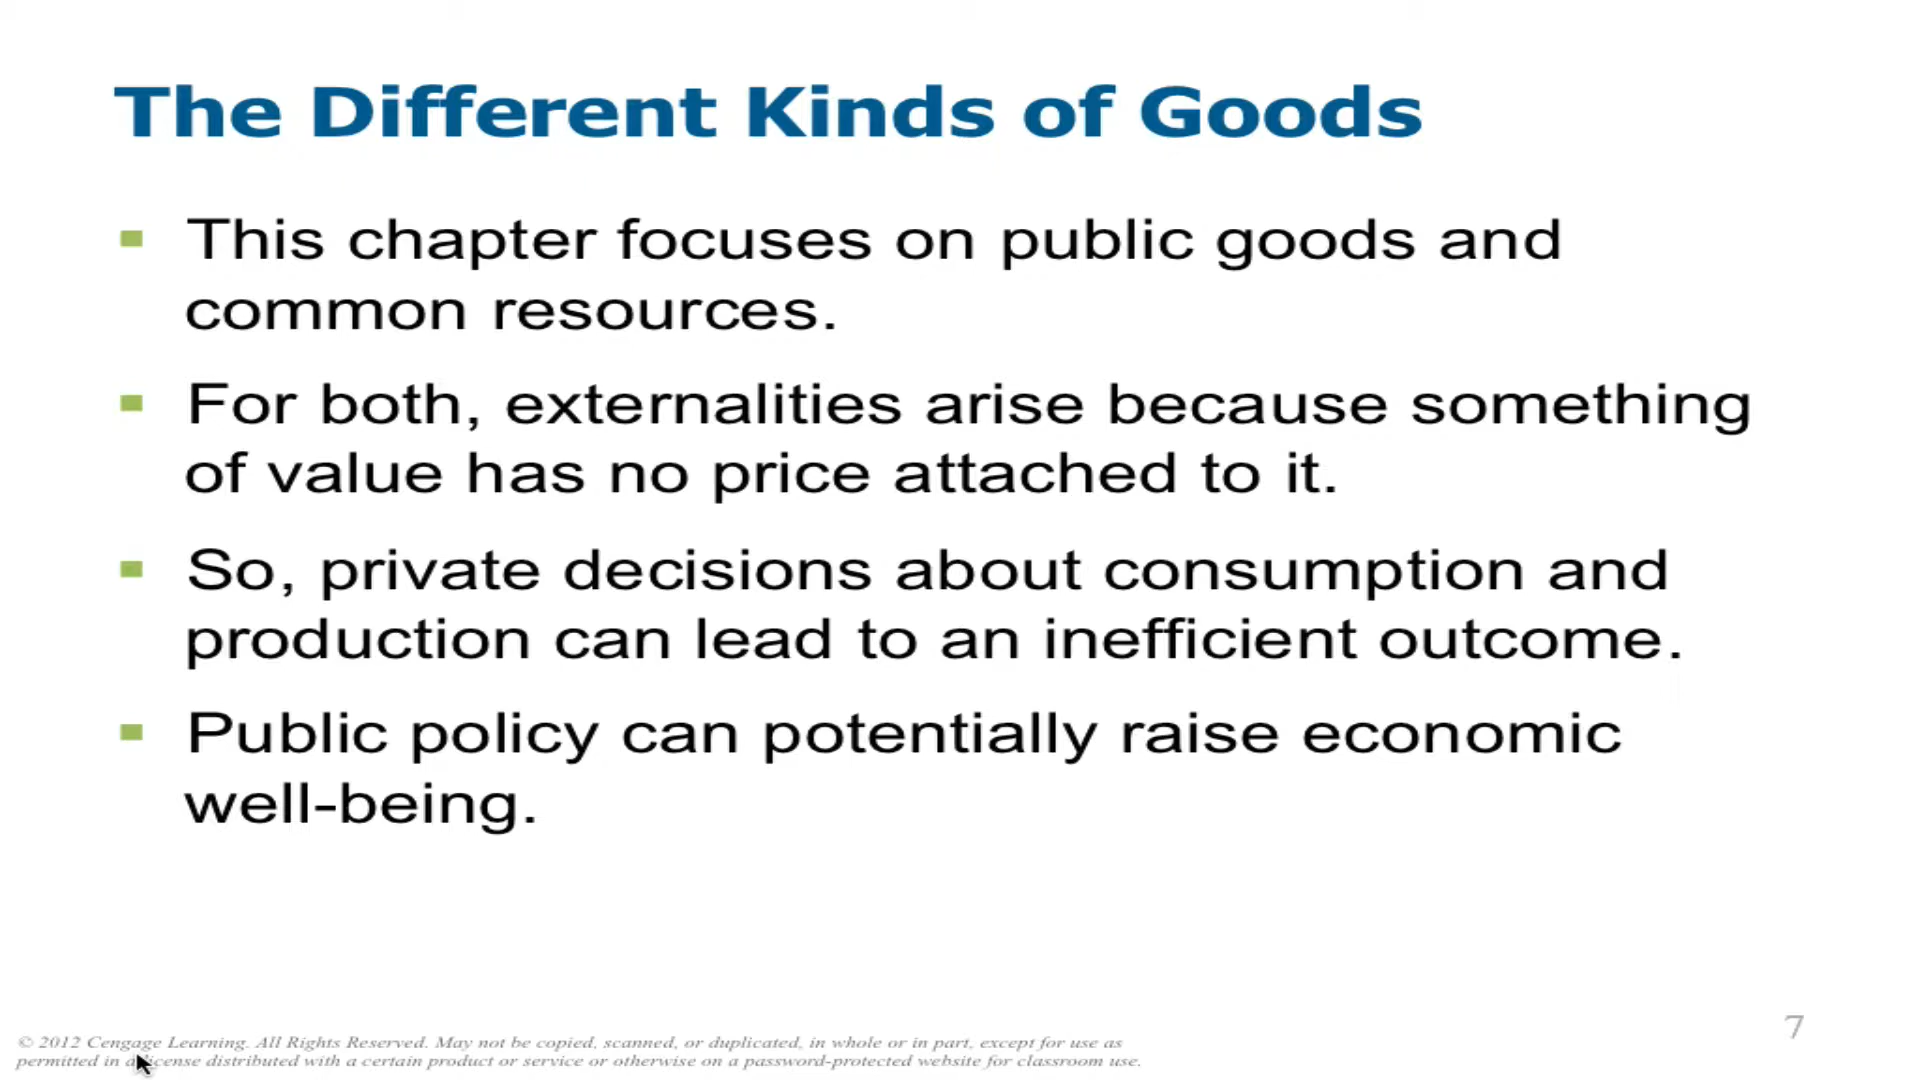 The Different Kinds of Goods
▪ This chapter focuses on public goods and
common resources.
▪ For both, externalities arise because something
of value has no price attached to it.
▪ So, private decisions about consumption and
production can lead to an inefficient outcome.
▪ Public policy can potentially raise economic
well-being.
7
© 2012 Cengage Learning. All Rights Reserved. May not be copied, scanned, or duplicated, in whole or in part, except for use as
permitted in a license distributed with a certain product or service or otherwise on a password-protected website for classroom use.